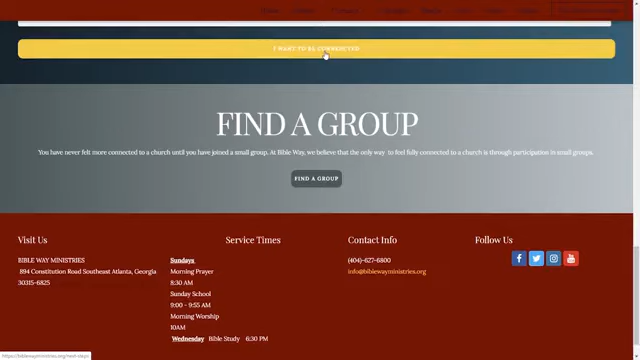 I WANT TO BE CONNECTED
FIND A GROUP
You have never felt more connected to a church until you have joined a small group. At Bible Way, we believe that the only way to feel fully connected to a church is through participation in small groups.
FIND A GROUP
Visit Us
BIBLE WAY MINISTRIES
894 Constitution Road Southeast Atlanta, Georgia
30315-6825
Service Times
Sundays
Morning Prayer
8:30 AM
Sunday School
9:00 - 9:55 AM
Morning Worship
10AM
Wednesday Bible Study 6:30 PM
Contact Info
(404)-627-6800
info@biblewayministries.org
Follow Us
https://biblewayministries.org/next-steps